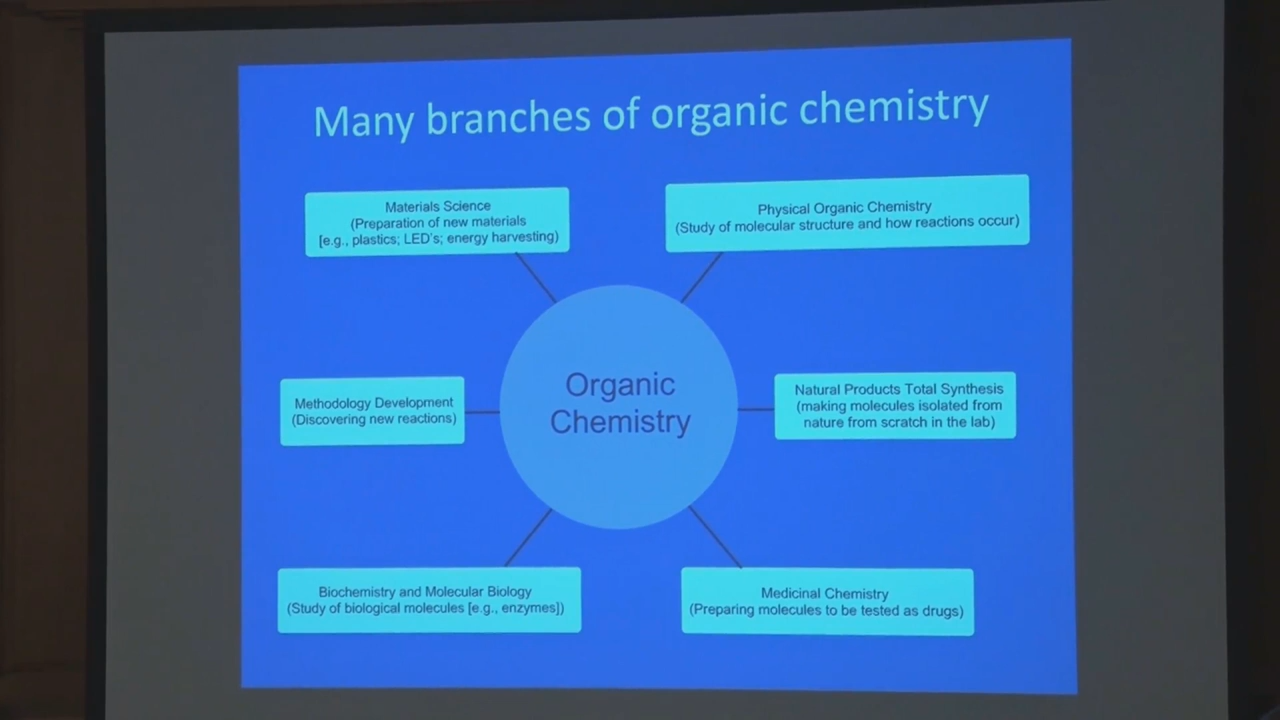 Many branches of organic chemistry
Materials Science
(Preparation of new materials
[e.g., plastics; LED's; energy harvesting)
Physical Organic Chemistry
(Study of molecular structure and how reactions occur)
Organic
Chemistry
Methodology Development
(Discovering new reactions)
Natural Products Total Synthesis
(making molecules isolated from
nature from scratch in the lab)
Biochemistry and Molecular Biology
(Study of biological molecules [e.g., enzymes])
Medicinal Chemistry
(Preparing molecules to be tested as drugs)